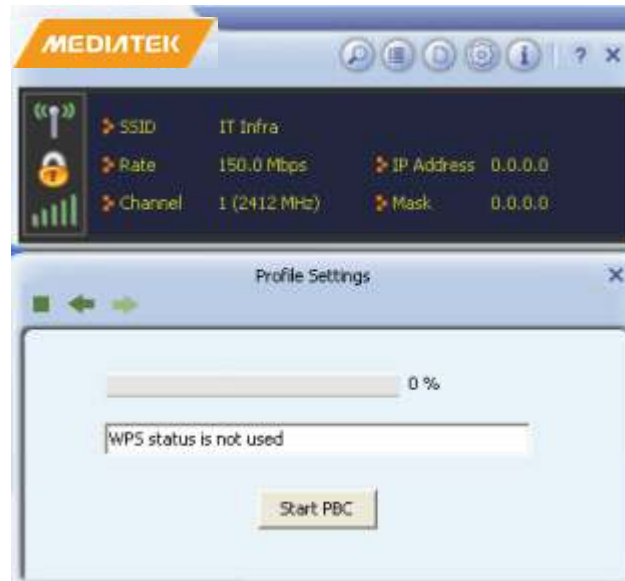 MEDIATEK
? ×
SSID IT Infra
Rate 150.0 Mbps IP Address 0.0.0.0
Channel 1 (2412 MHz) Mask 0.0.0.0
Profile Settings ×
0 %
WPS status is not used
Start PBC